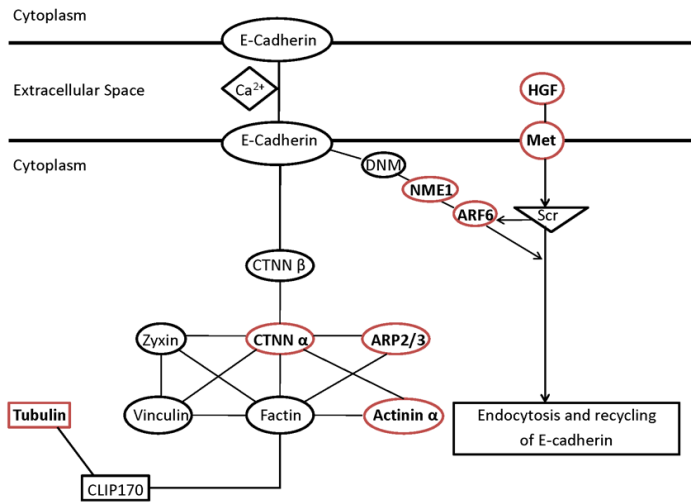 Cytoplasm
E-Cadherin
Extracellular Space
Ca²⁺
HGF
E-Cadherin
Met
Cytoplasm
DNM
NME1
ARF6
Scr
CTNN β
Zyxin
CTNN α
ARP2/3
Tubulin
Vinculin
Factin
Actinin α
Endocytosis and recycling
of E-cadherin
CLIP170